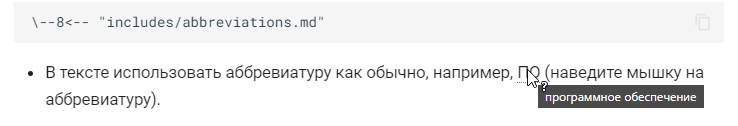 \--8<-- "includes/abbreviations.md"
• В тексте использовать аббревиатуру как обычно, например, ПО (наведите мышку на
аббревиатуру).
программное обеспечение